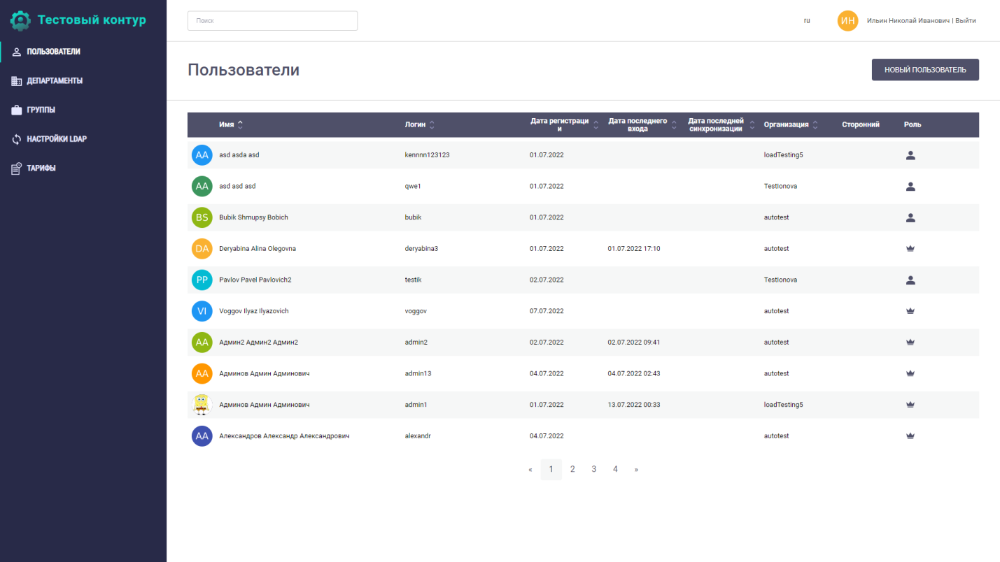 Тестовый контур
Поиск
ru
ИН
Ильин Николай Иванович | Выйти
ПОЛЬЗОВАТЕЛИ
ДЕПАРТАМЕНТЫ
ГРУППЫ
НАСТРОЙКИ LDAP
ТАРИФЫ
Пользователи
НОВЫЙ ПОЛЬЗОВАТЕЛЬ
Имя Логин Дата регистраци Дата последнего Дата последней Организация Сторонний Роль
и входа синхронизации
AA asd asda asd kennnn123123 01.07.2022 loadTesting5
AA asd asd asd qwe1 01.07.2022 Testionova
BS Bubik Shmupsy Bobich bubik 01.07.2022 autotest
DA Deryabina Alina Olegovna deryabina3 01.07.2022 01.07.2022 17:10 autotest
PP Pavlov Pavel Pavlovich2 testik 02.07.2022 Testionova
VI Voggov Ilyaz Ilyazovich voggov 07.07.2022 autotest
АА Админ2 Админ2 Админ2 admin2 02.07.2022 02.07.2022 09:41 autotest
АА Админов Админ Админович admin13 04.07.2022 04.07.2022 02:43 autotest
Админов Админ Админович admin1 01.07.2022 13.07.2022 00:33 loadTesting5
АА Александров Александр Александрович alexandr 04.07.2022 autotest
« 1 2 3 4 »